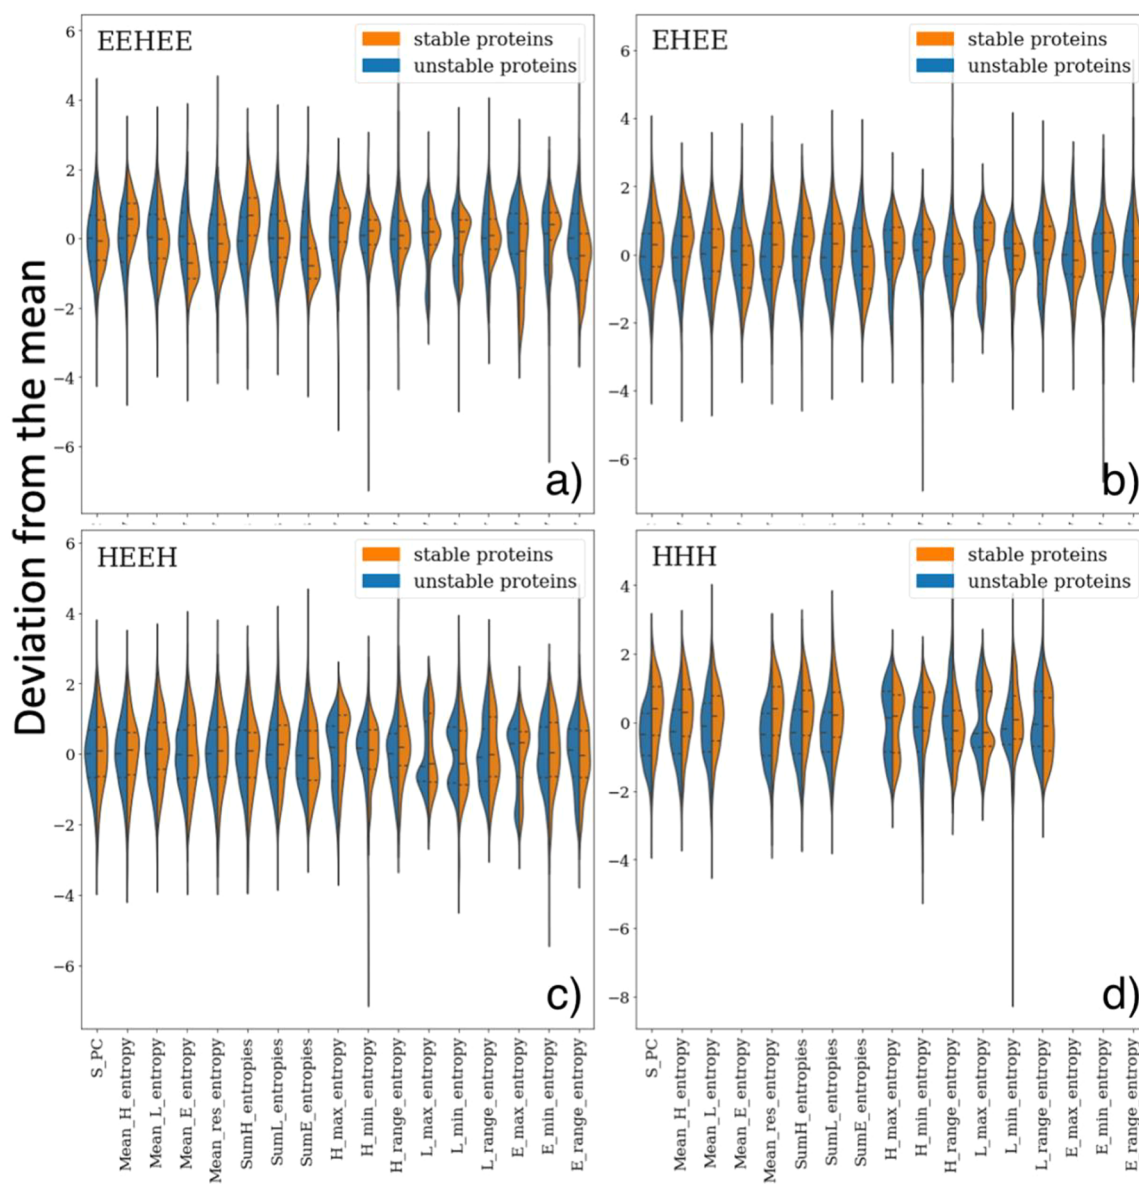 Deviation from the mean
EEHEE
stable proteins
unstable proteins
6
4
2
0
−2
−4
−6
a)
EHEE
stable proteins
unstable proteins
6
4
2
0
−2
−4
−6
b)
HEEH
stable proteins
unstable proteins
6
4
2
0
−2
−4
−6
c)
HHH
stable proteins
unstable proteins
4
2
0
−2
−4
−6
−8
d)
S_PC
Mean_H_entropy
Mean_L_entropy
Mean_E_entropy
Mean_res_entropy
SumH_entropies
SumL_entropies
SumE_entropies
H_max_entropy
H_min_entropy
H_range_entropy
L_max_entropy
L_min_entropy
L_range_entropy
E_max_entropy
E_min_entropy
E_range_entropy
S_PC
Mean_H_entropy
Mean_L_entropy
Mean_E_entropy
Mean_res_entropy
SumH_entropies
SumL_entropies
SumE_entropies
H_max_entropy
H_min_entropy
H_range_entropy
L_max_entropy
L_min_entropy
L_range_entropy
E_max_entropy
E_min_entropy
E_range_entropy